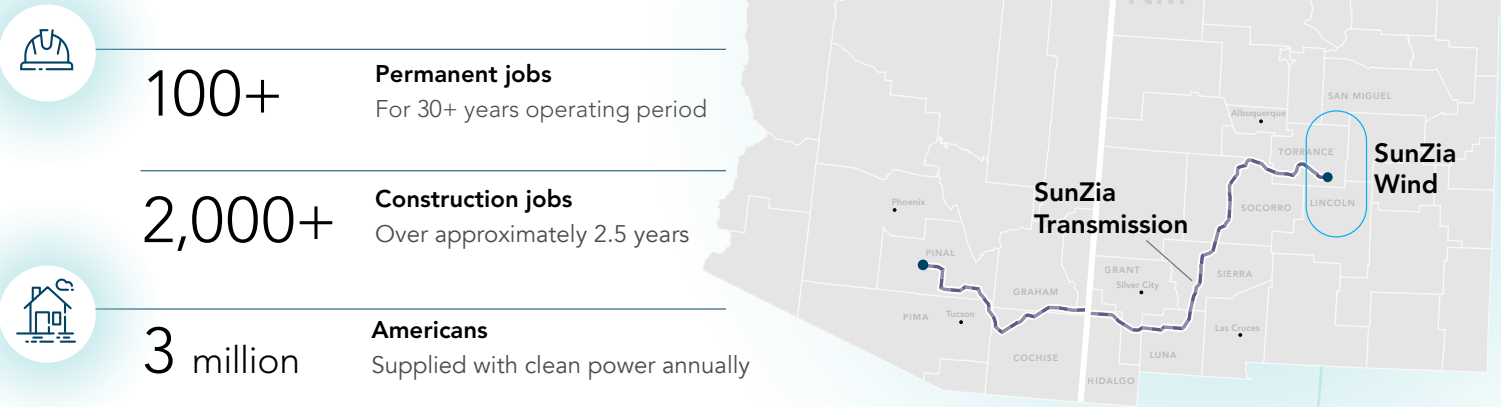 100+
Permanent jobs
For 30+ years operating period
2,000+
Construction jobs
Over approximately 2.5 years
3 million
Americans
Supplied with clean power annually
NM
SAN MIGUEL
Albuquerque
TORRANCE
SunZia
Wind
SunZia
Transmission
Phoenix
SOCORRO
LINCOLN
PINAL
GRANT
SIERRA
Silver City
GRAHAM
PIMA
Tucson
Las Cruces
COCHISE
LUNA
HIDALGO